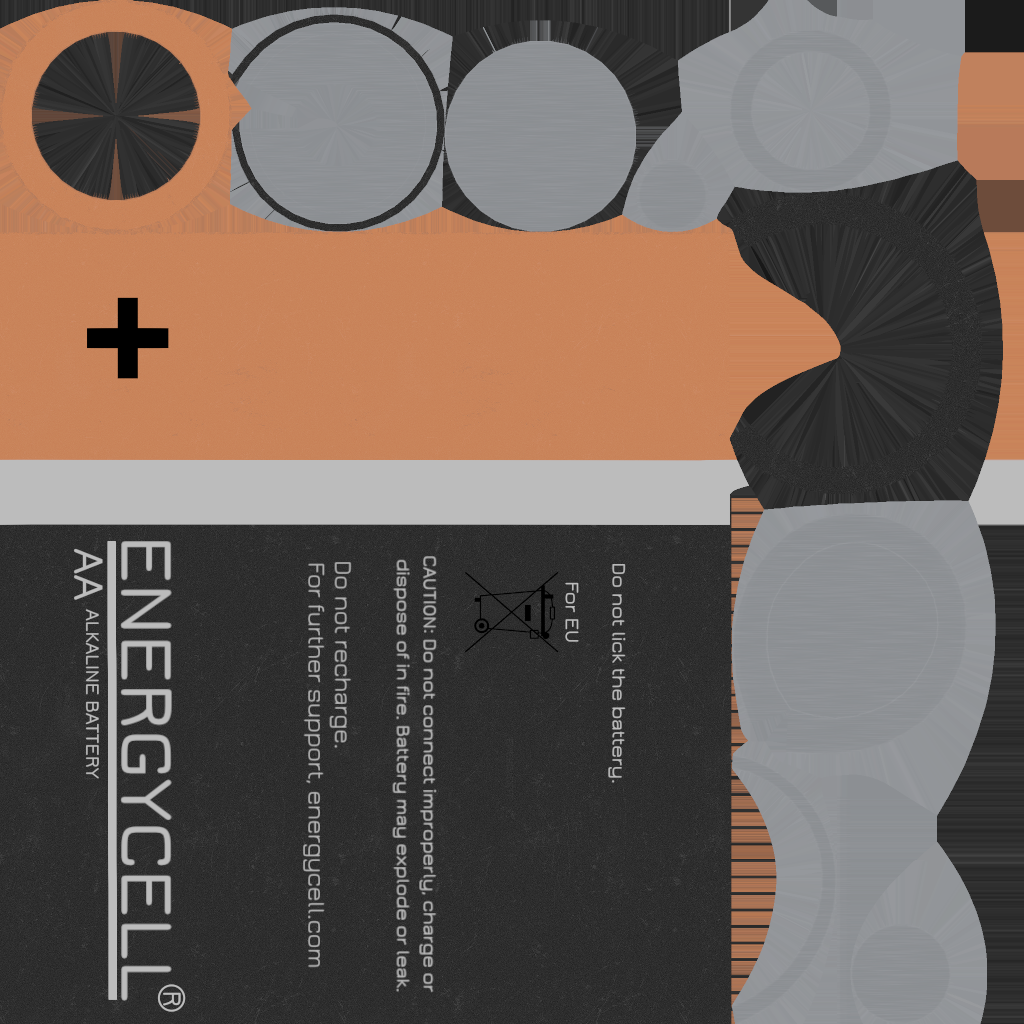 +
ENERGYCELL®
AA ALKALINE BATTERY
Do not recharge.
For further support, energycell.com
CAUTION: Do not connect improperly, charge or
dispose of in fire. Battery may explode or leak.
For EU
Do not lick the battery.